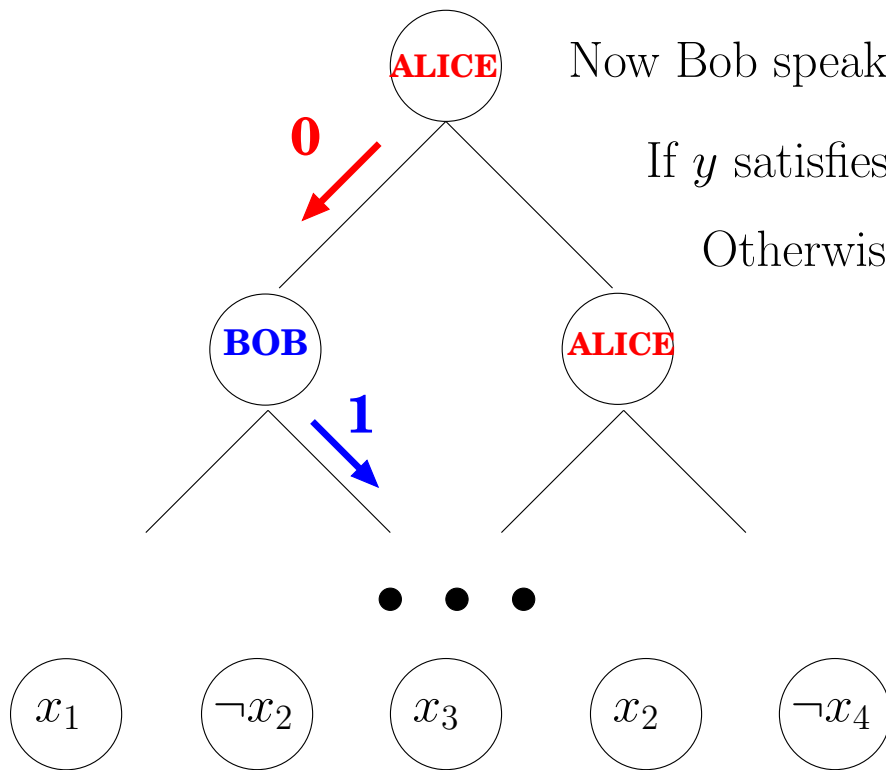 ALICE
Now Bob speak
0
If y satisfies
Otherwis
BOB
ALICE
1
x₁ ¬x₂ x₃ x₂ ¬x₄